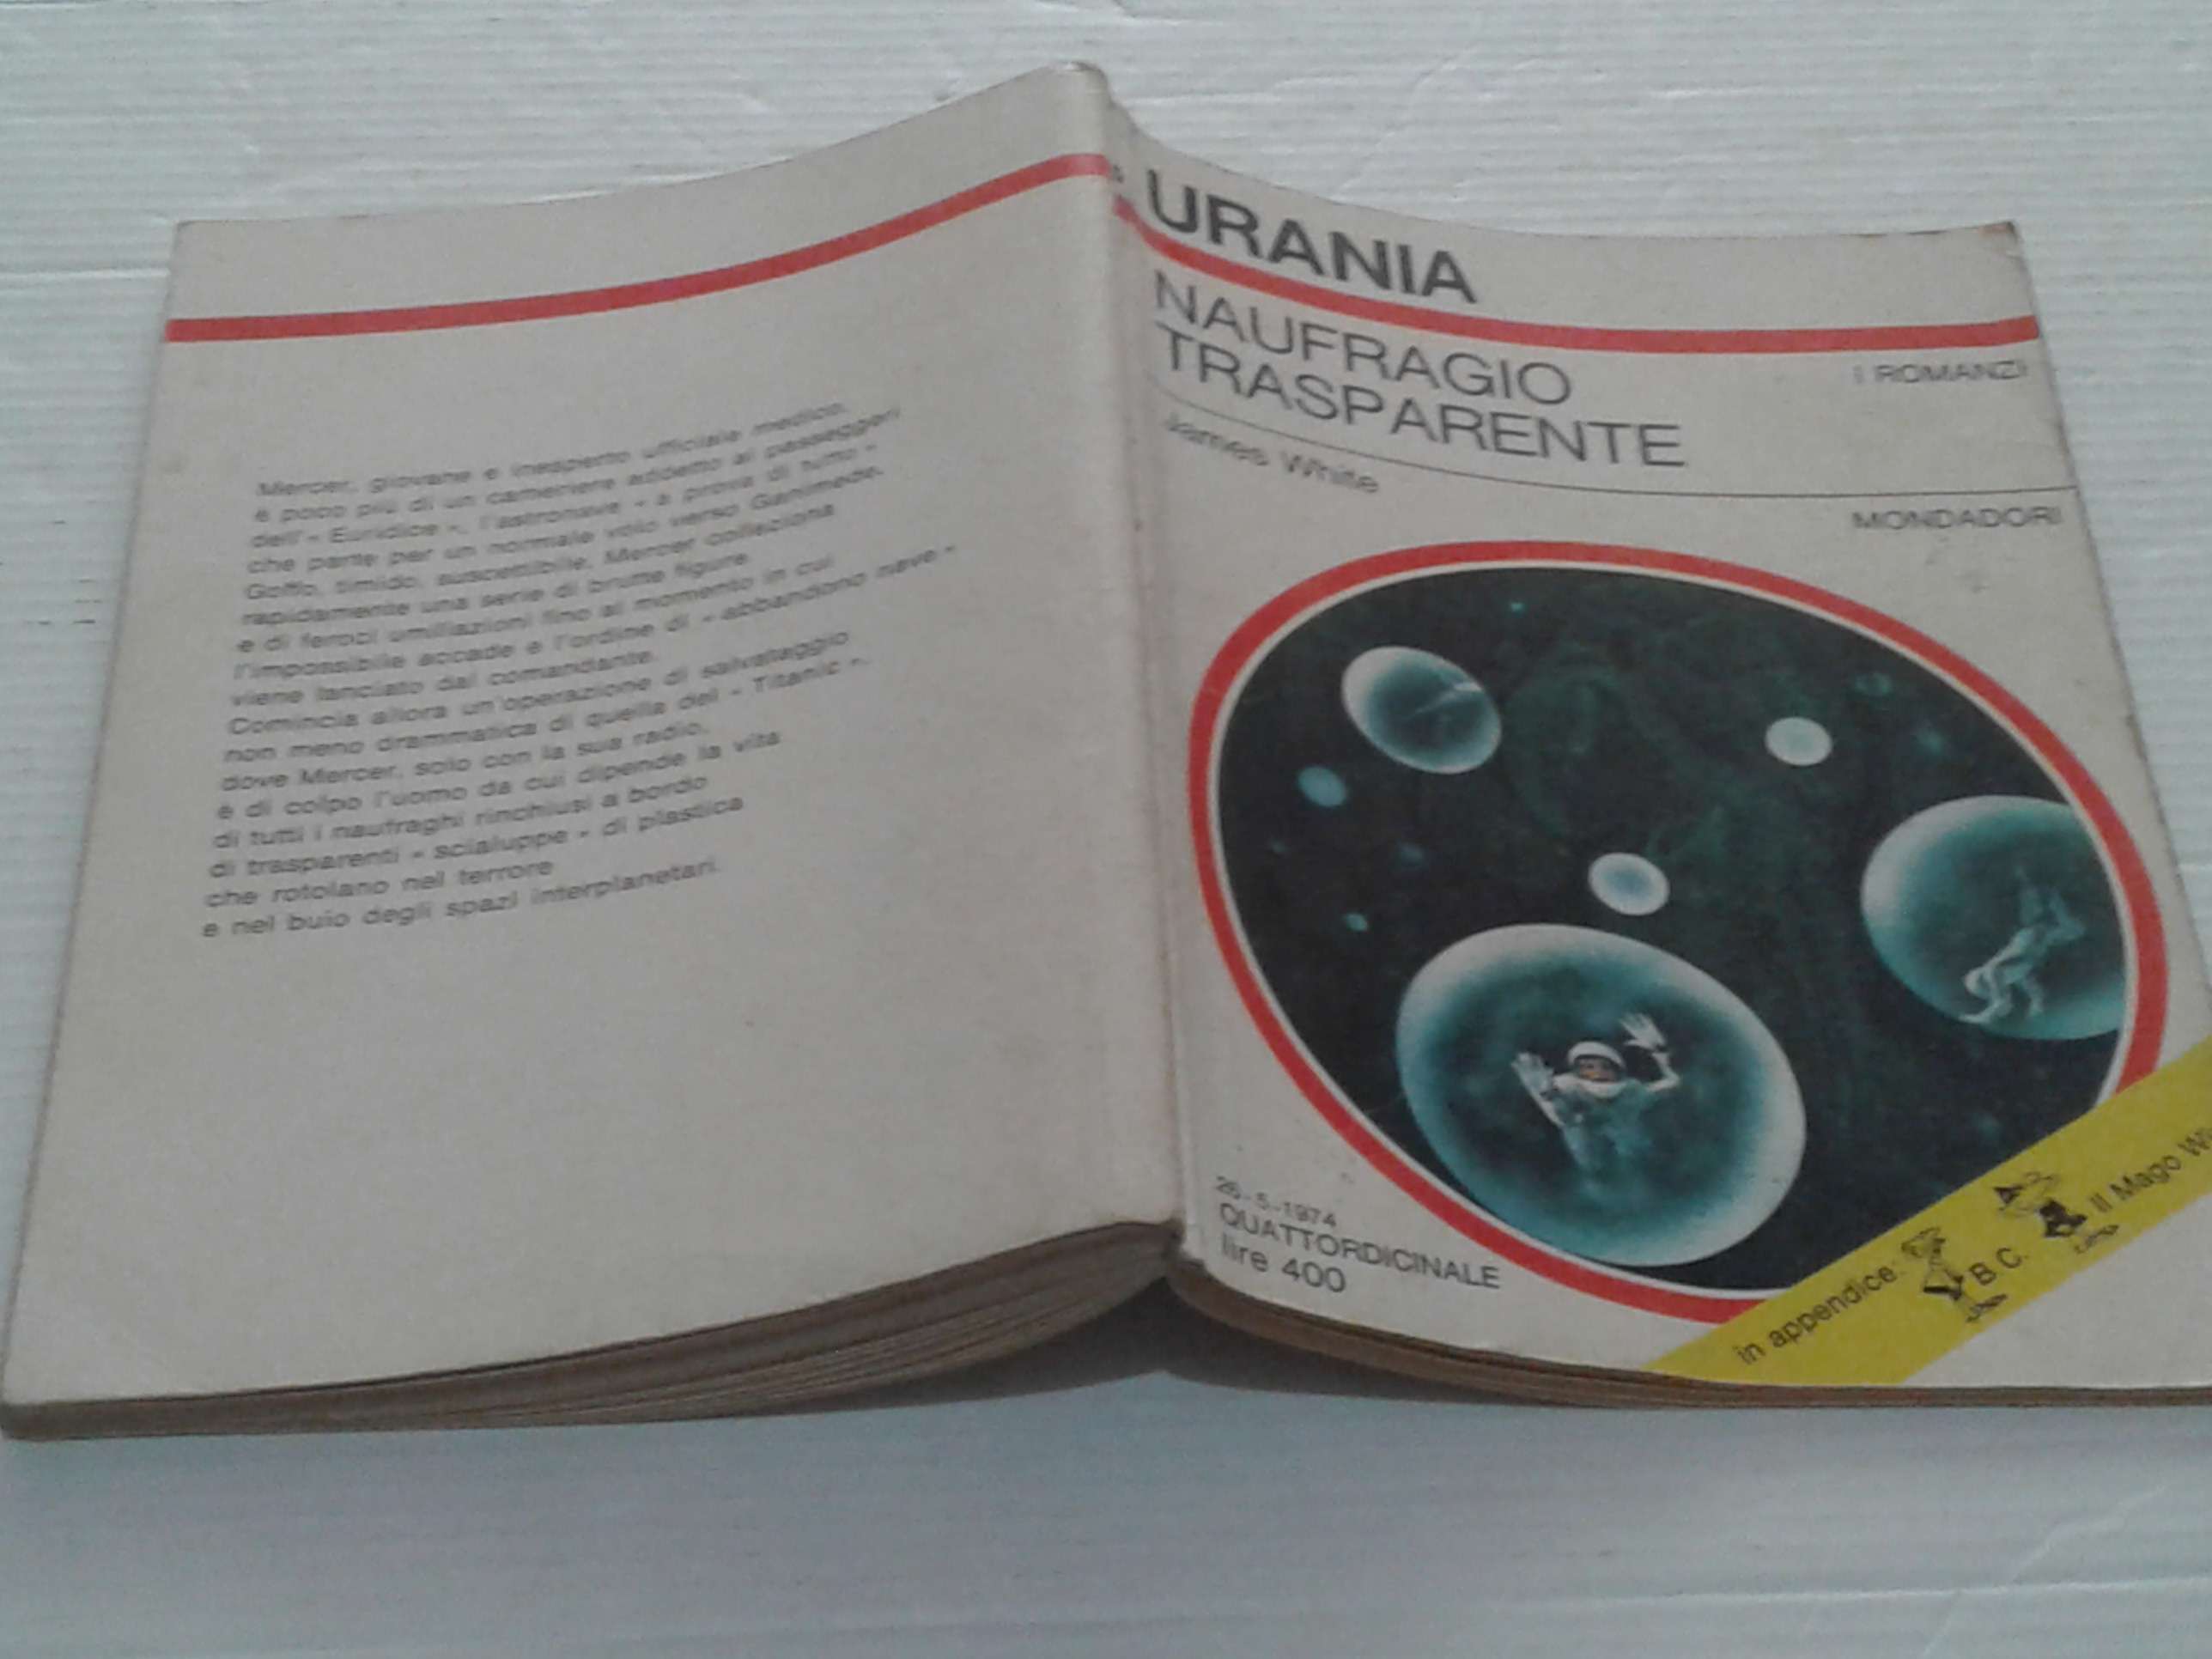 Mercer, giovane e inesperto ufficiale medico,
è poco più di un cameriere addetto ai passeggeri
dell'« Euridice », l'astronave « a prova di tutto »
che parte per un normale volo verso Ganimede.
Goffo, timido, suscettibile, Mercer colleziona
rapidamente una serie di brutte figure
e di feroci umiliazioni fino al momento in cui
l'impossibile accade e l'ordine di « abbandono nave »
viene lanciato dal comandante.
Comincia allora un'operazione di salvataggio
non meno drammatica di quella del « Titanic »,
dove Mercer, solo con la sua radio,
è di colpo l'uomo da cui dipende la vita
di tutti i naufraghi rinchiusi a bordo
di trasparenti « scialuppe » di plastica
che rotolano nel terrore
e nel buio degli spazi interplanetari.
URANIA
NAUFRAGIO
TRASPARENTE
I ROMANZI
James White
MONDADORI
26-5-1974
QUATTORDICINALE
lire 400
in appendice: B.C. Il Mago